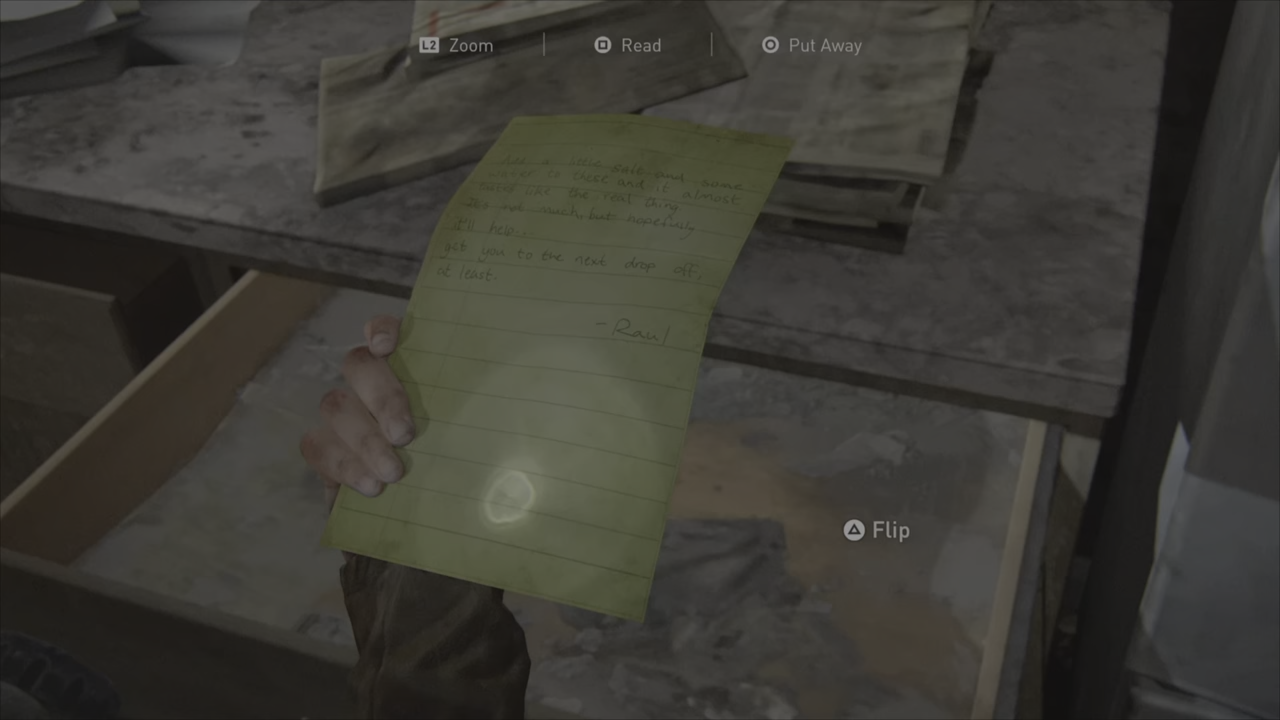 L2 Zoom | Read | Put Away
Add a little salt and some
water to these and it almost
tastes like the real thing.
It's not much, but hopefully
it'll help...
get you to the next drop off,
at least.
-Raul
Flip